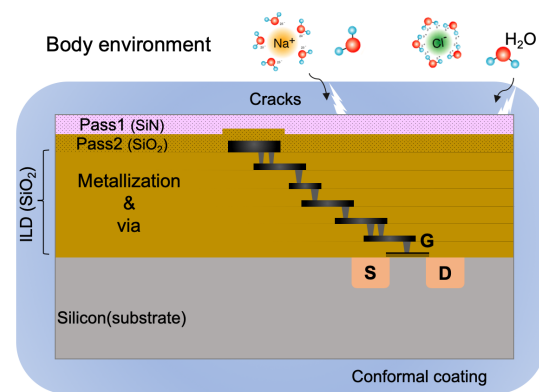 Body environment
Na+
Cl-
H2O
Cracks
Pass1 (SiN)
Pass2 (SiO2)
ILD (SiO2)
Metallization
&
via
G
S
D
Silicon(substrate)
Conformal coating